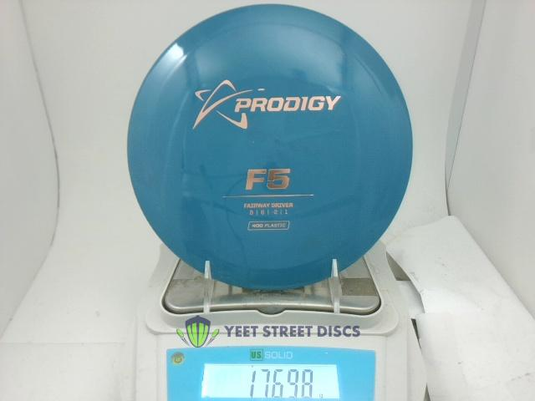 PRODIGY
F5
FAIRWAY DRIVER
400 PLASTIC
YEET STREET DISCS
US SOLID
176.98